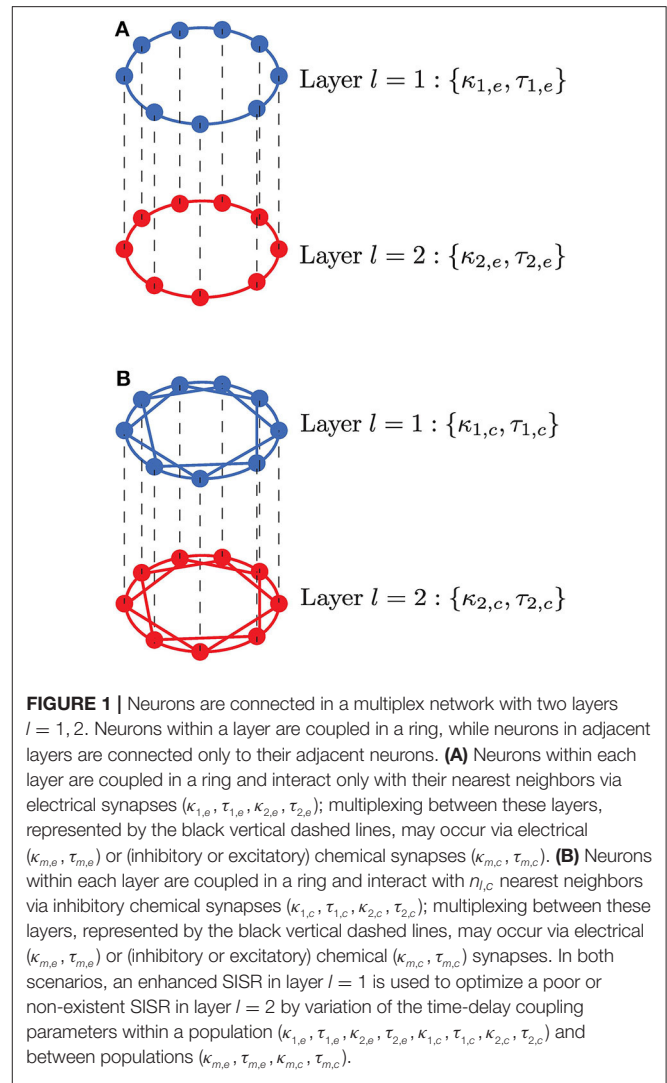 A
Layer l = 1 : {κ1,e, τ1,e}
Layer l = 2 : {κ2,e, τ2,e}
B
Layer l = 1 : {κ1,c, τ1,c}
Layer l = 2 : {κ2,c, τ2,c}
FIGURE 1 | Neurons are connected in a multiplex network with two layers
l = 1, 2. Neurons within a layer are coupled in a ring, while neurons in adjacent
layers are connected only to their adjacent neurons. (A) Neurons within each
layer are coupled in a ring and interact only with their nearest neighbors via
electrical synapses (κ1,e, τ1,e, κ2,e, τ2,e); multiplexing between these layers,
represented by the black vertical dashed lines, may occur via electrical
(κm,e, τm,e) or (inhibitory or excitatory) chemical synapses (κm,c, τm,c). (B) Neurons
within each layer are coupled in a ring and interact with nl,c nearest neighbors
via inhibitory chemical synapses (κ1,c, τ1,c, κ2,c, τ2,c); multiplexing between these
layers, represented by the black vertical dashed lines, may occur via electrical
(κm,e, τm,e) or (inhibitory or excitatory) chemical (κm,c, τm,c) synapses. In both
scenarios, an enhanced SISR in layer l = 1 is used to optimize a poor or
non-existent SISR in layer l = 2 by variation of the time-delay coupling
parameters within a population (κ1,e, τ1,e, κ2,e, τ2,e, κ1,c, τ1,c, κ2,c, τ2,c) and
between populations (κm,e, τm,e, κm,c, τm,c).